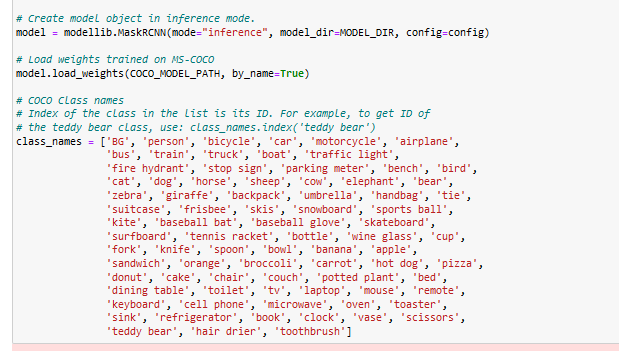 # Create model object in inference mode.
model = modellib.MaskRCNN(mode="inference", model_dir=MODEL_DIR, config=config)
# Load weights trained on MS-COCO
model.load_weights(COCO_MODEL_PATH, by_name=True)
# COCO Class names
# Index of the class in the list is its ID. For example, to get ID of
# the teddy bear class, use: class_names.index('teddy bear')
class_names = ['BG', 'person', 'bicycle', 'car', 'motorcycle', 'airplane',
'bus', 'train', 'truck', 'boat', 'traffic light',
'fire hydrant', 'stop sign', 'parking meter', 'bench', 'bird',
'cat', 'dog', 'horse', 'sheep', 'cow', 'elephant', 'bear',
'zebra', 'giraffe', 'backpack', 'umbrella', 'handbag', 'tie',
'suitcase', 'frisbee', 'skis', 'snowboard', 'sports ball',
'kite', 'baseball bat', 'baseball glove', 'skateboard',
'surfboard', 'tennis racket', 'bottle', 'wine glass', 'cup',
'fork', 'knife', 'spoon', 'bowl', 'banana', 'apple',
'sandwich', 'orange', 'broccoli', 'carrot', 'hot dog', 'pizza',
'donut', 'cake', 'chair', 'couch', 'potted plant', 'bed',
'dining table', 'toilet', 'tv', 'laptop', 'mouse', 'remote',
'keyboard', 'cell phone', 'microwave', 'oven', 'toaster',
'sink', 'refrigerator', 'book', 'clock', 'vase', 'scissors',
'teddy bear', 'hair drier', 'toothbrush']